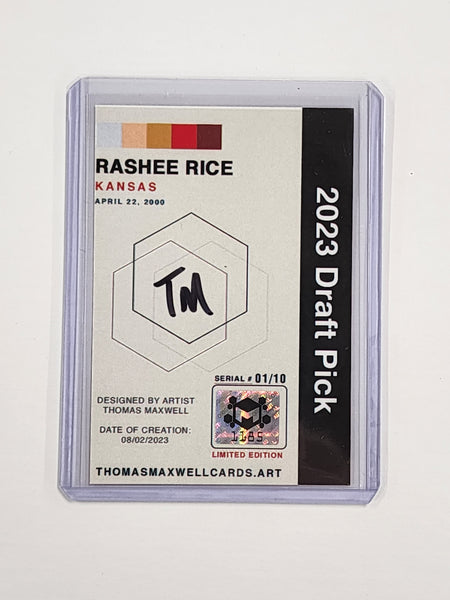 RASHEE RICE
KANSAS
APRIL 22, 2000
2023 Draft Pick
TM
SERIAL # 01/10
DESIGNED BY ARTIST
THOMAS MAXWELL
DATE OF CREATION:
08/02/2023
1195
LIMITED EDITION
THOMASMAXWELLCARDS.ART